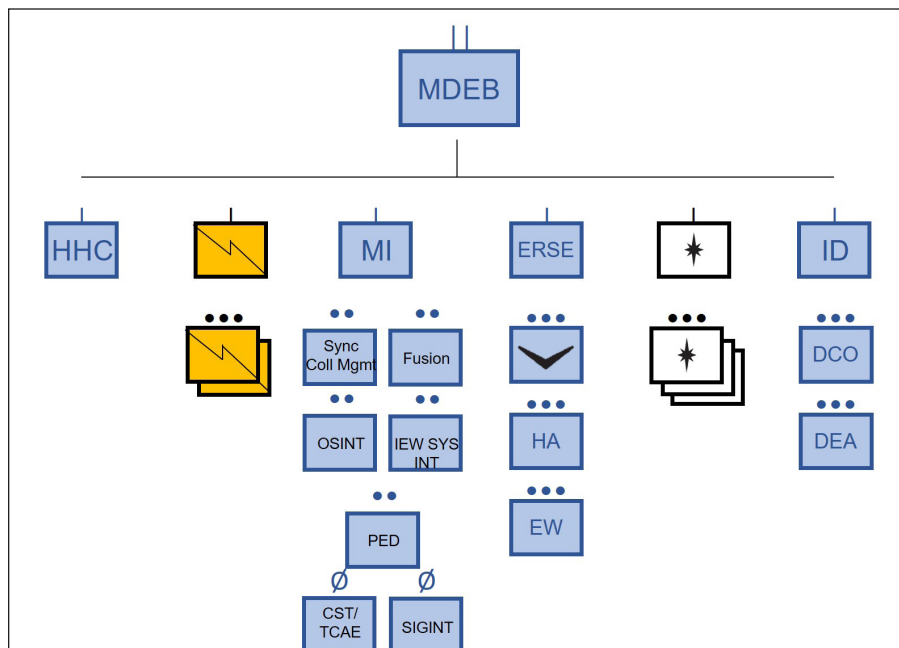 MDEB
HHC
MI
ERSE
ID
Sync
Coll Mgmt
Fusion
DCO
OSINT
IEW SYS
INT
HA
DEA
PED
EW
CST/
TCAE
SIGINT